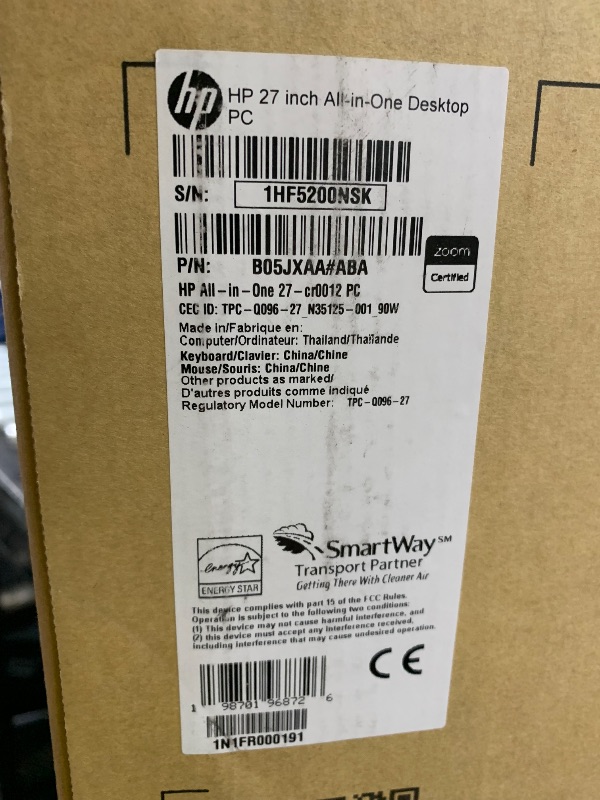 hp
HP 27 inch All-in-One Desktop
PC
S/N: 1HF5200NSK
P/N: B05JXAA#ABA
zoom
Certified
HP All-in-One 27-cr0012 PC
CEC ID: TPC-Q096-27_N35125-001_90W
Made in/Fabrique en:
Computer/Ordinateur: Thailand/Thaïlande
Keyboard/Clavier: China/Chine
Mouse/Souris: China/Chine
Other products as marked/
D'autres produits comme indiqué
Regulatory Model Number: TPC-Q096-27
energy
ENERGY STAR
SmartWay℠
Transport Partner
Getting There With Cleaner Air
This device complies with part 15 of the FCC Rules.
Operation is subject to the following two conditions:
(1) This device may not cause harmful interference, and
(2) this device must accept any interference received,
including interference that may cause undesired operation.
CE
1 98701 96872 6
1N1FR000191